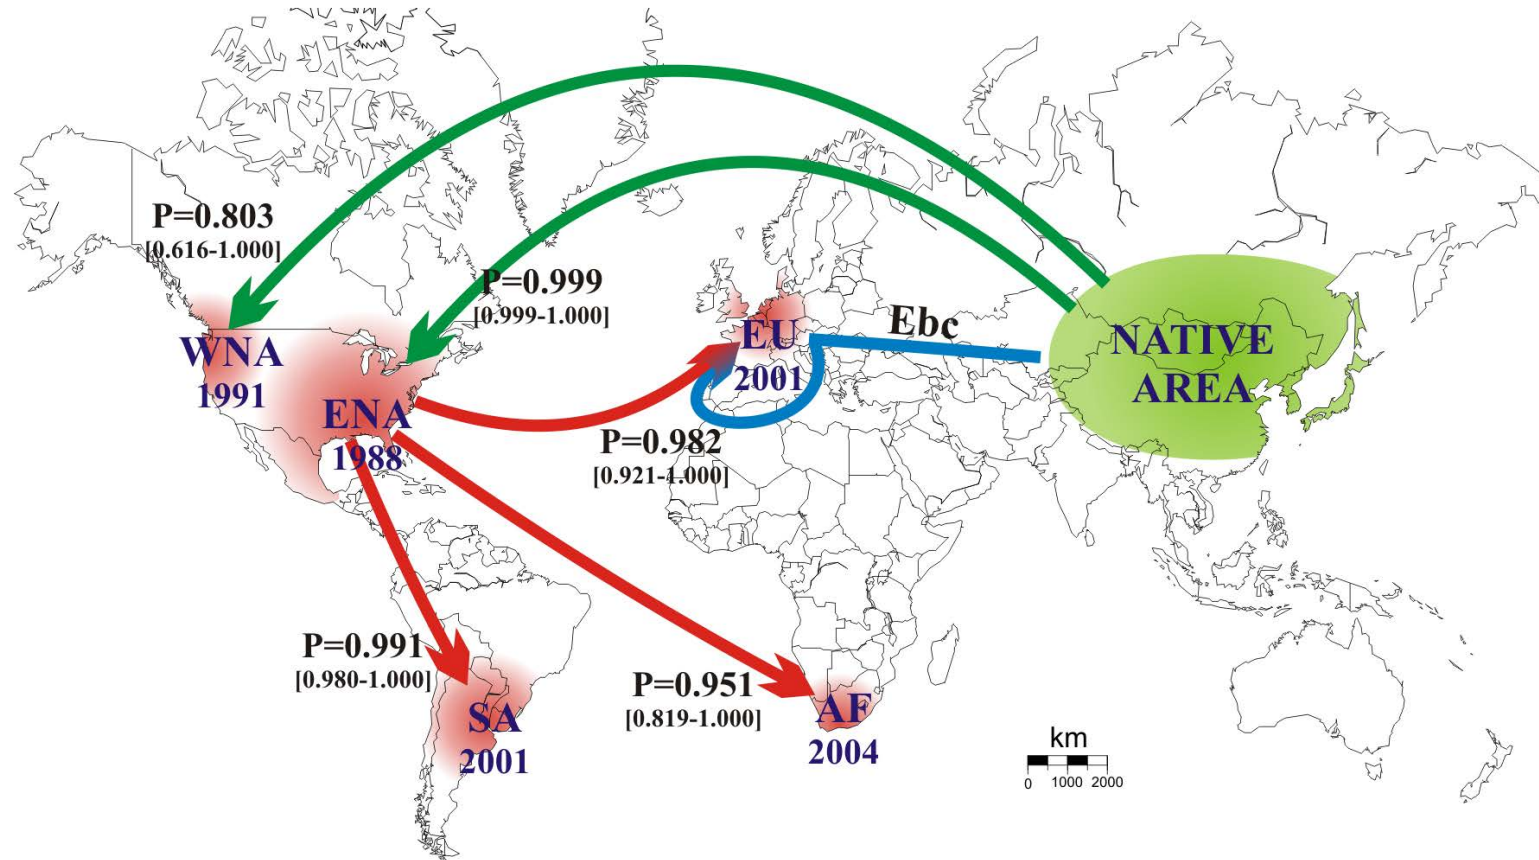 P=0.803
[0.616-1.000]
P=0.999
[0.999-1.000]
WNA
1991
ENA
1988
EU
2001
Ebc
NATIVE
AREA
P=0.982
[0.921-1.000]
P=0.991
[0.980-1.000]
SA
2001
P=0.951
[0.819-1.000]
AF
2004
km
0 1000 2000